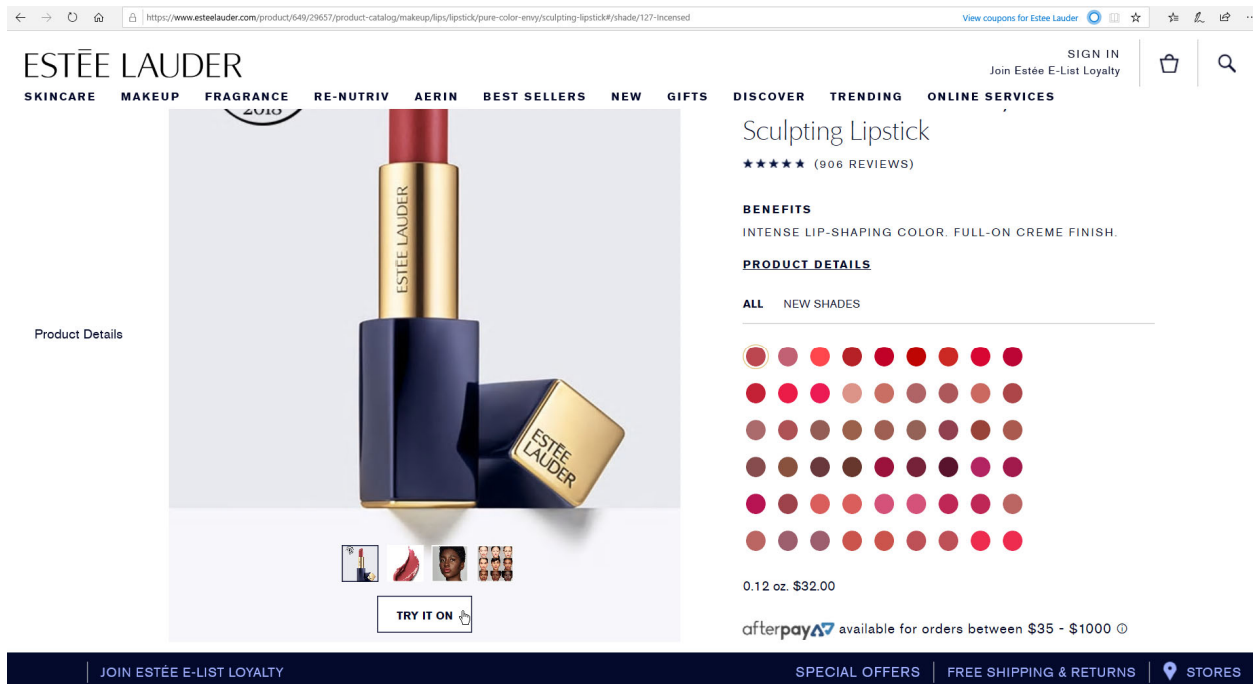 https://www.esteelauder.com/product/649/29657/product-catalog/makeup/lips/lipstick/pure-color-envy/sculpting-lipstick#/shade/127-Incensed
View coupons for Estee Lauder
ESTĒE LAUDER
SIGN IN
Join Estée E-List Loyalty
SKINCARE MAKEUP FRAGRANCE RE-NUTRIV AERIN BEST SELLERS NEW GIFTS DISCOVER TRENDING ONLINE SERVICES
2018
Sculpting Lipstick
(906 REVIEWS)
BENEFITS
INTENSE LIP-SHAPING COLOR. FULL-ON CREME FINISH.
PRODUCT DETAILS
ALL NEW SHADES
Product Details
ESTĒE LAUDER
ESTĒE
LAUDER
TRY IT ON
0.12 oz. $32.00
afterpay available for orders between $35 - $1000
JOIN ESTÉE E-LIST LOYALTY
SPECIAL OFFERS
FREE SHIPPING & RETURNS
STORES